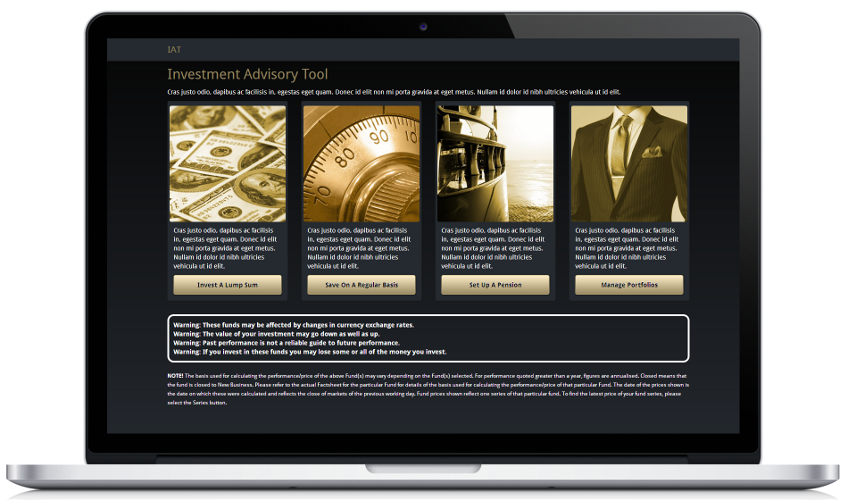 IAT
Investment Advisory Tool
Cras justo odio, dapibus ac facilisis in, egestas eget quam. Donec id elit non mi porta gravida at eget metus. Nullam id dolor id nibh ultricies vehicula ut id elit.
70
80
90
10
Cras justo odio, dapibus ac facilisis
in, egestas eget quam. Donec id elit
non mi porta gravida at eget metus.
Nullam id dolor id nibh ultricies
vehicula ut id elit.
Invest A Lump Sum
Cras justo odio, dapibus ac facilisis
in, egestas eget quam. Donec id elit
non mi porta gravida at eget metus.
Nullam id dolor id nibh ultricies
vehicula ut id elit.
Save On A Regular Basis
Cras justo odio, dapibus ac facilisis
in, egestas eget quam. Donec id elit
non mi porta gravida at eget metus.
Nullam id dolor id nibh ultricies
vehicula ut id elit.
Set Up A Pension
Cras justo odio, dapibus ac facilisis
in, egestas eget quam. Donec id elit
non mi porta gravida at eget metus.
Nullam id dolor id nibh ultricies
vehicula ut id elit.
Manage Portfolios
Warning: These funds may be affected by changes in currency exchange rates.
Warning: The value of your investment may go down as well as up.
Warning: Past performance is not a reliable guide to future performance.
Warning: If you invest in these funds you may lose some or all of the money you invest.
NOTE! The basis used for calculating the performance/price of the above Fund(s) may vary depending on the Fund(s) selected. For performance quoted greater than a year, figures are annualised. Closed means that
the fund is closed to New Business. Please refer to the actual Factsheet for the particular Fund for details of the basis used for calculating the performance/price of that particular Fund. The date of the prices shown is
the date on which these were calculated and reflects the close of markets of the previous working day. Fund prices shown reflect one series of that particular fund. To find the latest price of your fund series, please
select the Series button.